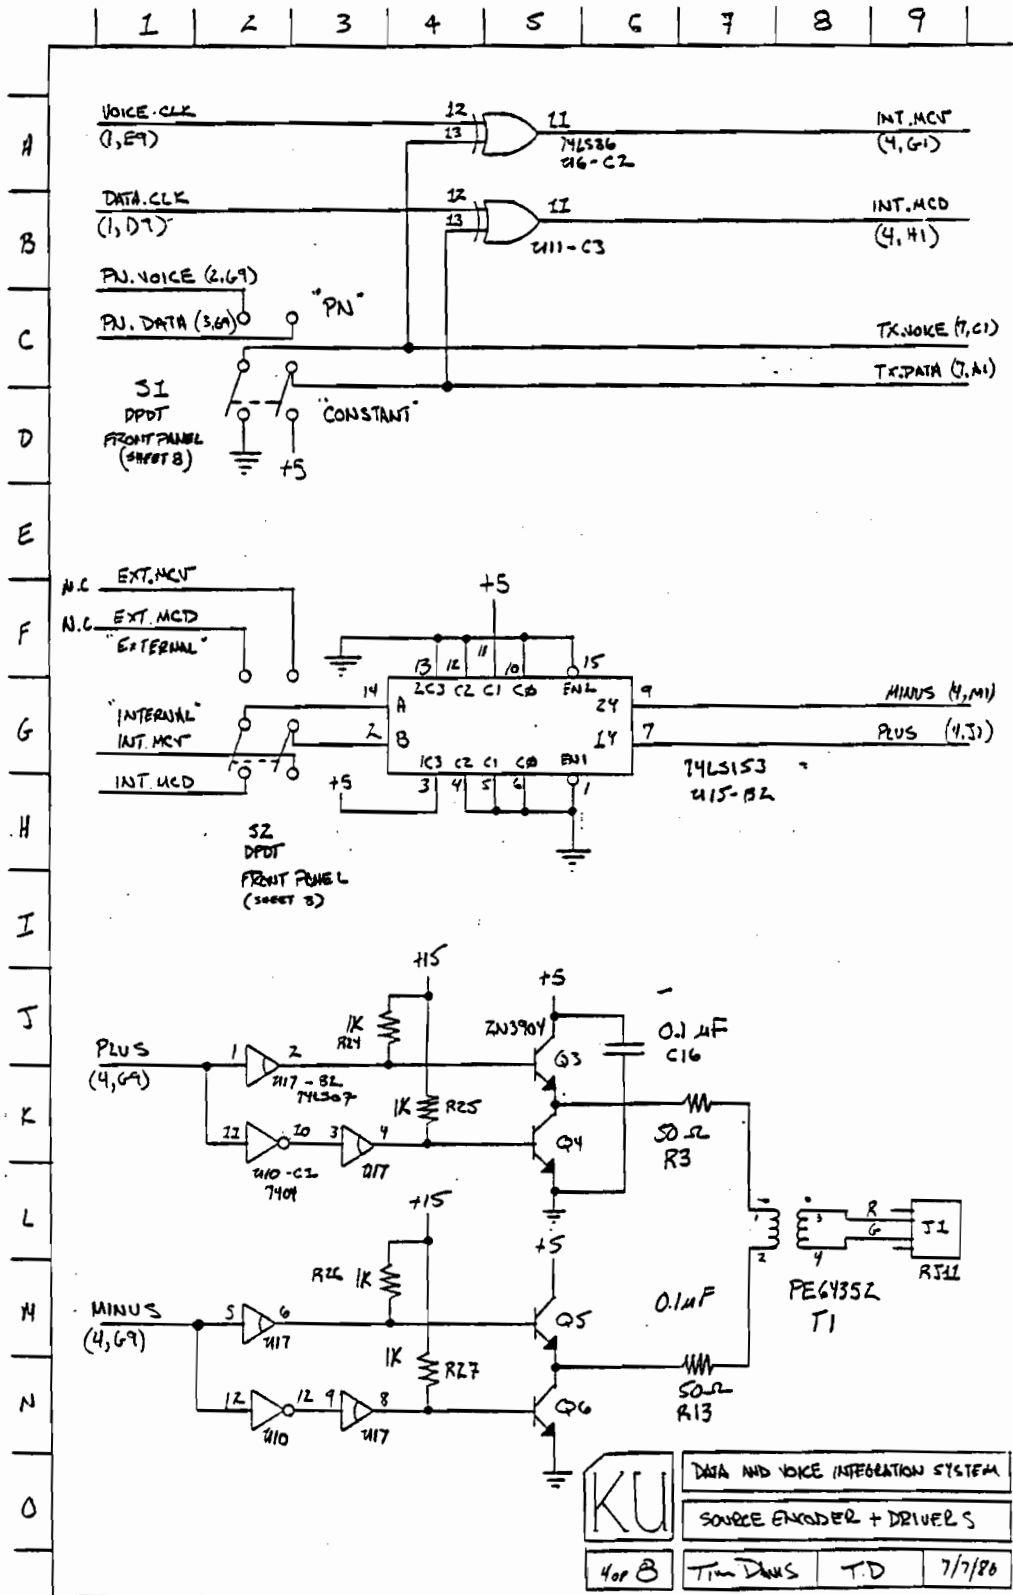 1 2 3 4 5 6 7 8 9
A
VOICE.CLK
(1,E9)
12
13
11
74LS86
U6-C2
INT.MCV
(4,G1)
B
DATA.CLK
(1,D9)
12
13
11
U11-C3
INT.MCD
(4,H1)
C
PN.VOICE (2,G9)
PN.DATA (3,G9)
"PN"
TX.VOICE (7,C1)
TX.DATA (7,A1)
D
S1
DPDT
FRONT PANEL
(SHEET 8)
"CONSTANT"
+5
E
F
N.C EXT.MCV
N.C EXT.MCD
"EXTERNAL"
+5
13 12 11 10 15
2C3 C2 C1 C0 EN2
G
"INTERNAL"
INT.MCV
INT.MCD
14 A
2 B
2Y 9
1Y 7
MINUS (4,M1)
PLUS (4,J1)
1C3 C2 C1 C0 EN1
3 4 5 6 1
+5
74LS153
U15-B2
H
S2
DPDT
FRONT PANEL
(SHEET 8)
I
J
+15
+5
1K
R24
2N3904
Q3
0.1 µF
C16
PLUS
(4,G9)
1 2
U17-B2
74LS07
K
1K R25
11 10 3 4
U10-C1
7404
U17
Q4
50Ω
R3
L
+15
+5
1 2
3 4
R
G
J1
RJ11
PE64352
T1
M
R26 1K
MINUS
(4,G9)
5 6
U17
Q5
0.1µF
N
1K R27
12 12 9 8
U10 U17
Q6
50Ω
R13
O
KU
DATA AND VOICE INTEGRATION SYSTEM
SOURCE ENCODER + DRIVERS
4 OF 8
T.D
7/7/86